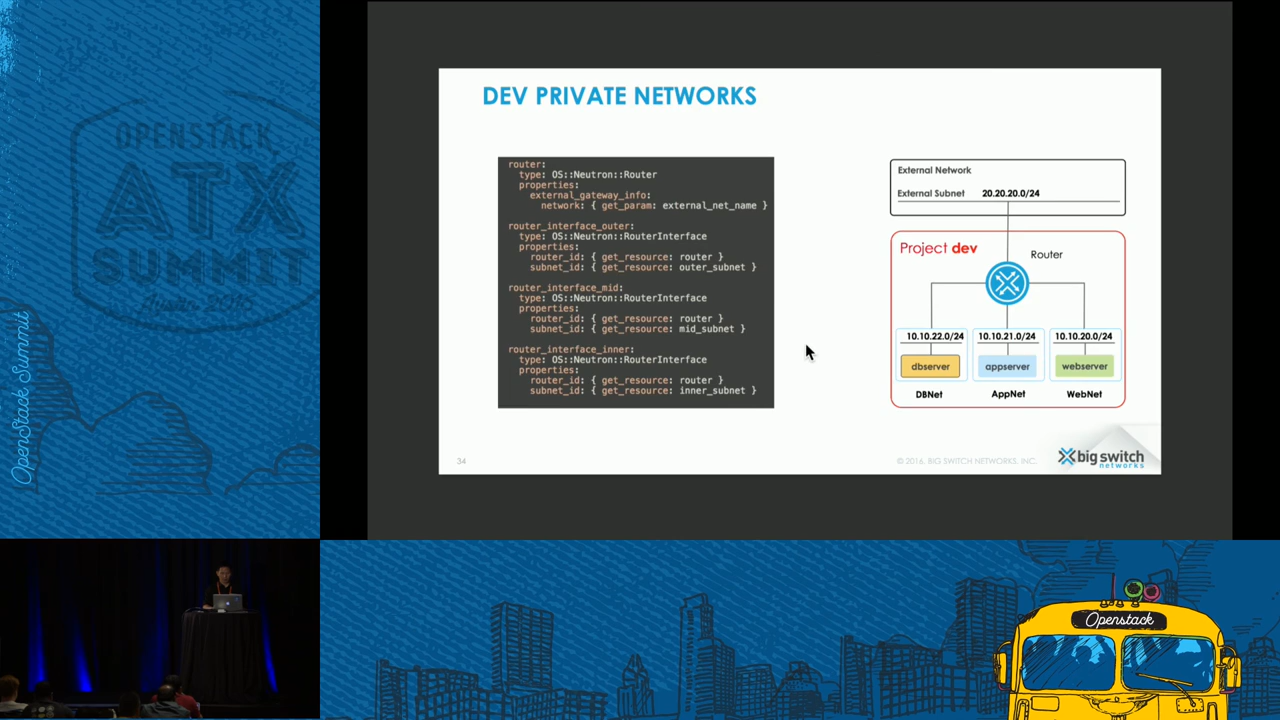 OPENSTACK
ATX
SUMMIT
Austin 2016
OpenStack Summit
DEV PRIVATE NETWORKS
router:
type: OS::Neutron::Router
properties:
external_gateway_info:
network: { get_param: external_net_name }
router_interface_outer:
type: OS::Neutron::RouterInterface
properties:
router_id: { get_resource: router }
subnet_id: { get_resource: outer_subnet }
router_interface_mid:
type: OS::Neutron::RouterInterface
properties:
router_id: { get_resource: router }
subnet_id: { get_resource: mid_subnet }
router_interface_inner:
type: OS::Neutron::RouterInterface
properties:
router_id: { get_resource: router }
subnet_id: { get_resource: inner_subnet }
External Network
External Subnet 20.20.20.0/24
Project dev
Router
10.10.22.0/24 10.10.21.0/24 10.10.20.0/24
dbserver appserver webserver
DBNet AppNet WebNet
34
© 2016, BIG SWITCH NETWORKS, INC.
big switch
networks
Openstack